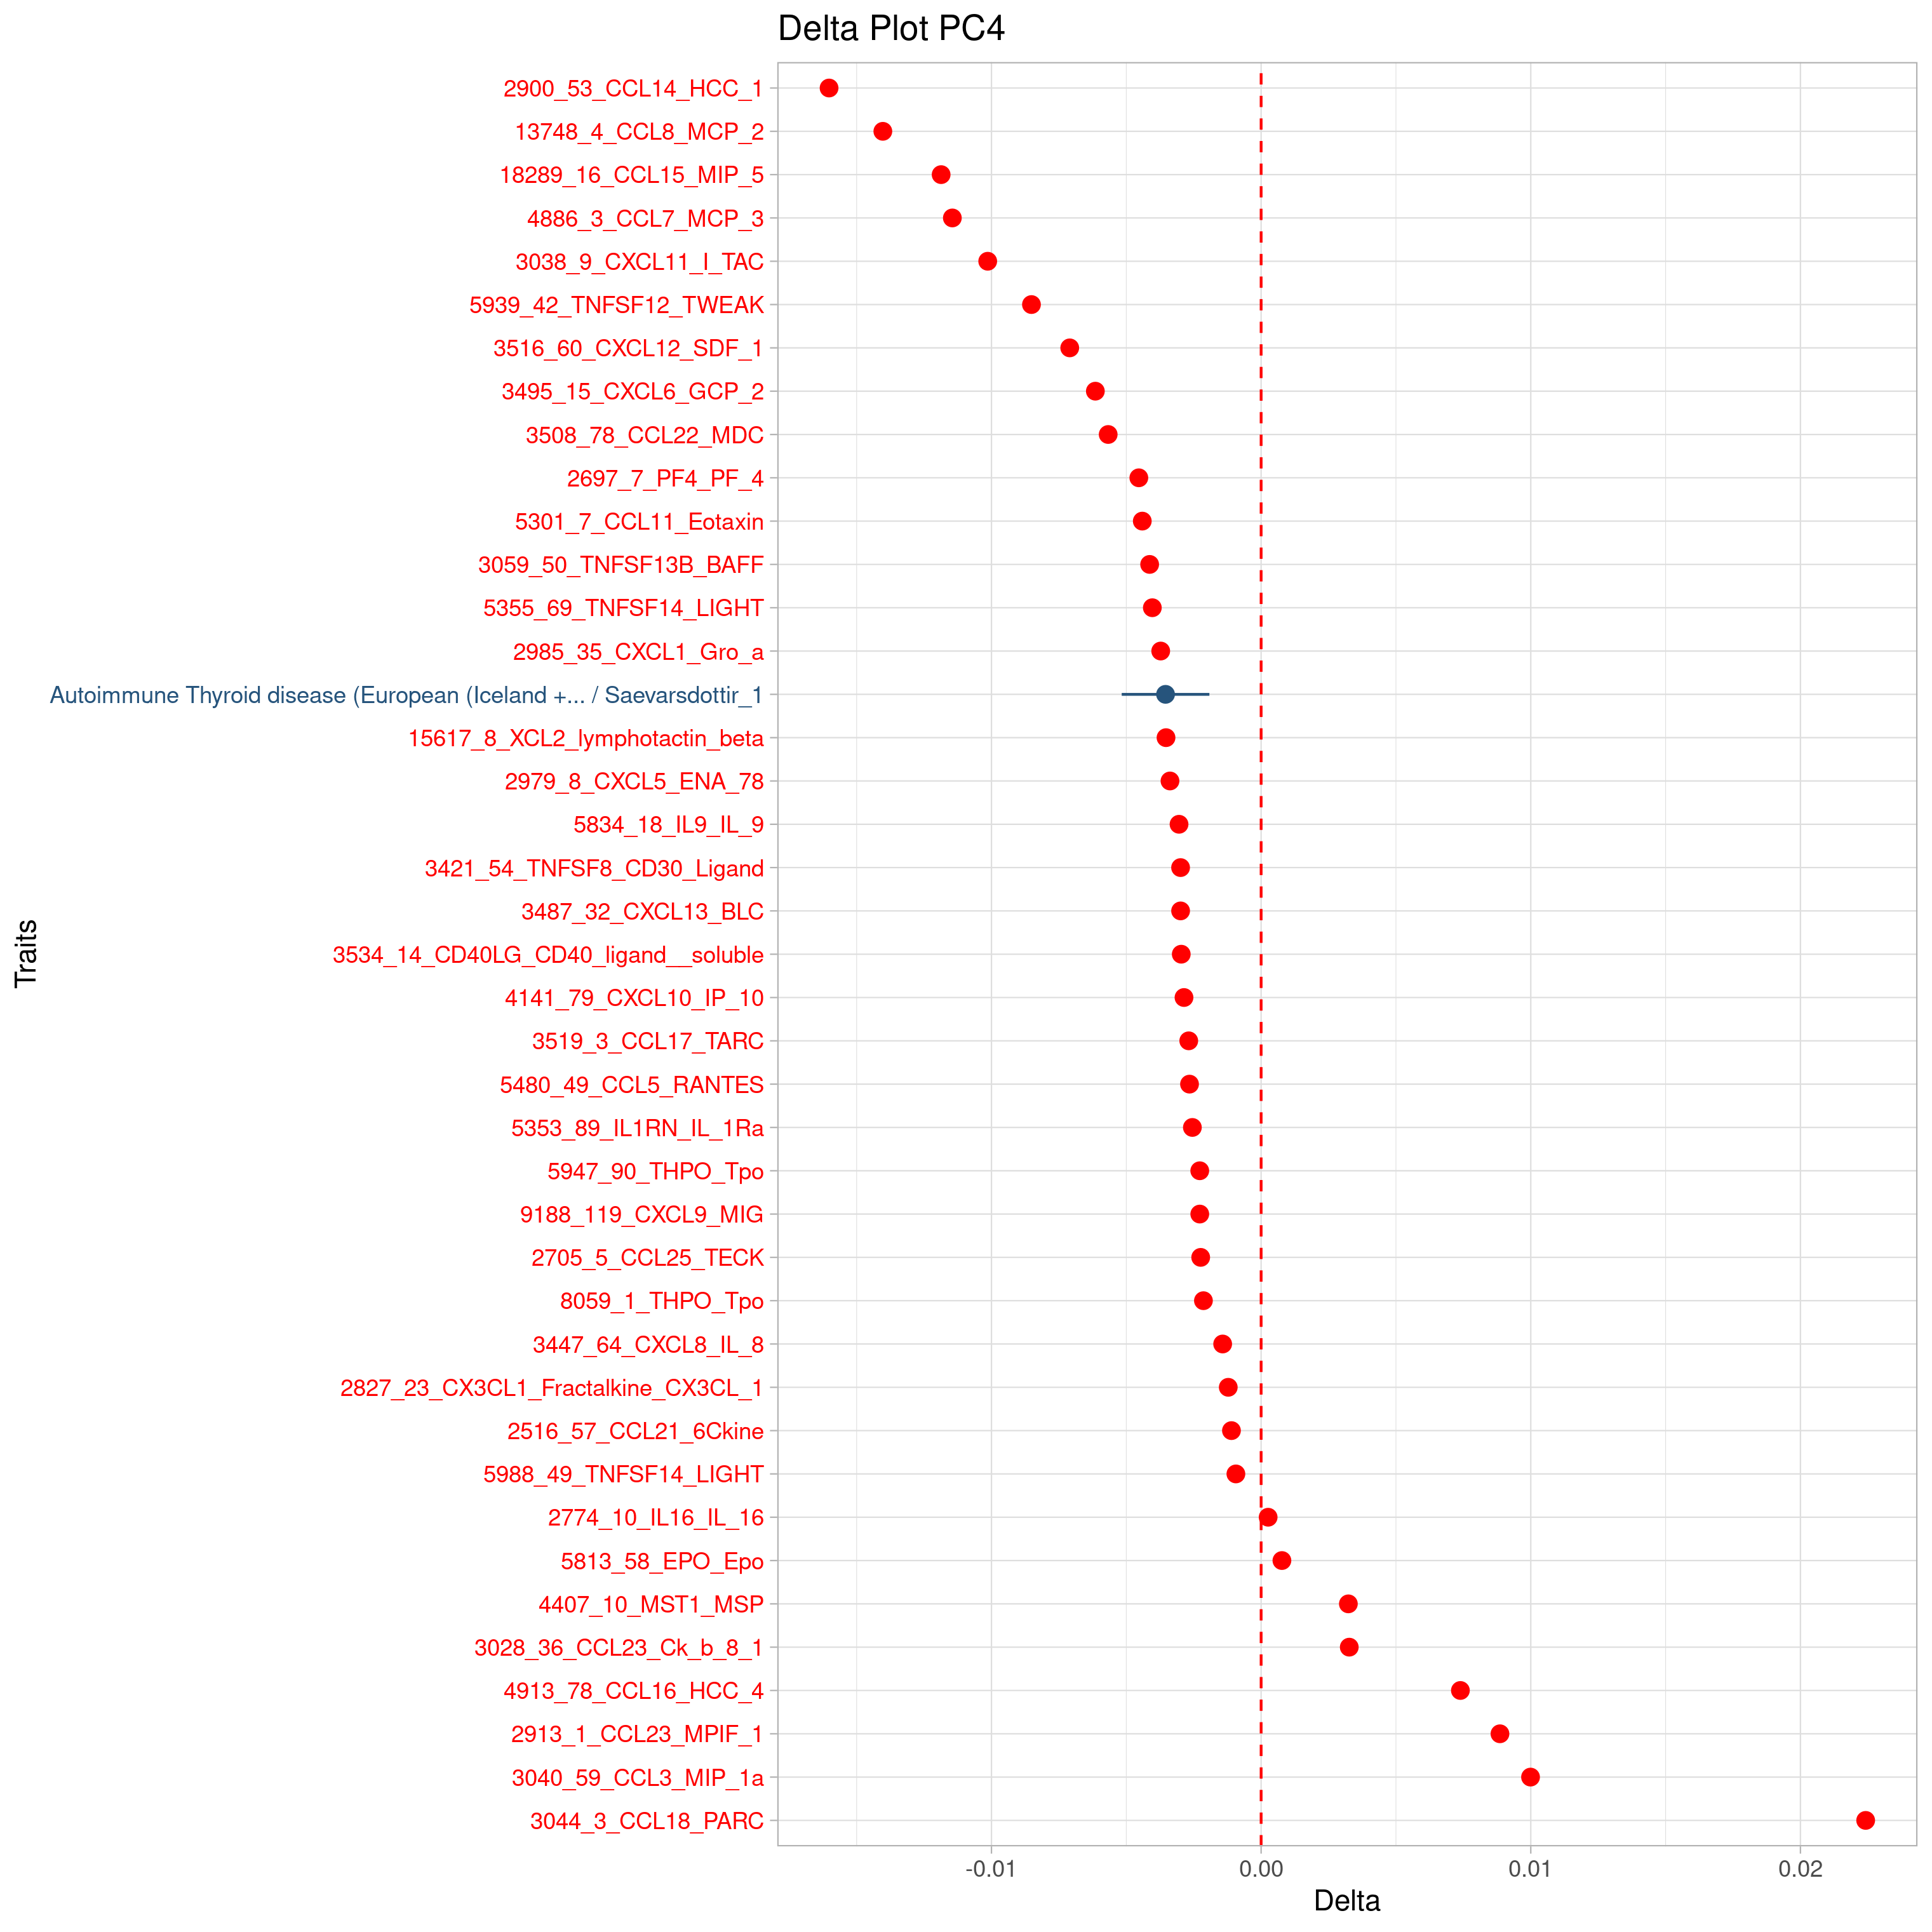 Delta Plot PC4
2900_53_CCL14_HCC_1
13748_4_CCL8_MCP_2
18289_16_CCL15_MIP_5
4886_3_CCL7_MCP_3
3038_9_CXCL11_I_TAC
5939_42_TNFSF12_TWEAK
3516_60_CXCL12_SDF_1
3495_15_CXCL6_GCP_2
3508_78_CCL22_MDC
2697_7_PF4_PF_4
5301_7_CCL11_Eotaxin
3059_50_TNFSF13B_BAFF
5355_69_TNFSF14_LIGHT
2985_35_CXCL1_Gro_a
Autoimmune Thyroid disease (European (Iceland +... / Saevarsdottir_1
15617_8_XCL2_lymphotactin_beta
2979_8_CXCL5_ENA_78
5834_18_IL9_IL_9
3421_54_TNFSF8_CD30_Ligand
3487_32_CXCL13_BLC
3534_14_CD40LG_CD40_ligand__soluble
4141_79_CXCL10_IP_10
3519_3_CCL17_TARC
5480_49_CCL5_RANTES
5353_89_IL1RN_IL_1Ra
5947_90_THPO_Tpo
9188_119_CXCL9_MIG
2705_5_CCL25_TECK
8059_1_THPO_Tpo
3447_64_CXCL8_IL_8
2827_23_CX3CL1_Fractalkine_CX3CL_1
2516_57_CCL21_6Ckine
5988_49_TNFSF14_LIGHT
2774_10_IL16_IL_16
5813_58_EPO_Epo
4407_10_MST1_MSP
3028_36_CCL23_Ck_b_8_1
4913_78_CCL16_HCC_4
2913_1_CCL23_MPIF_1
3040_59_CCL3_MIP_1a
3044_3_CCL18_PARC
Traits
-0.01 0.00 0.01 0.02
Delta